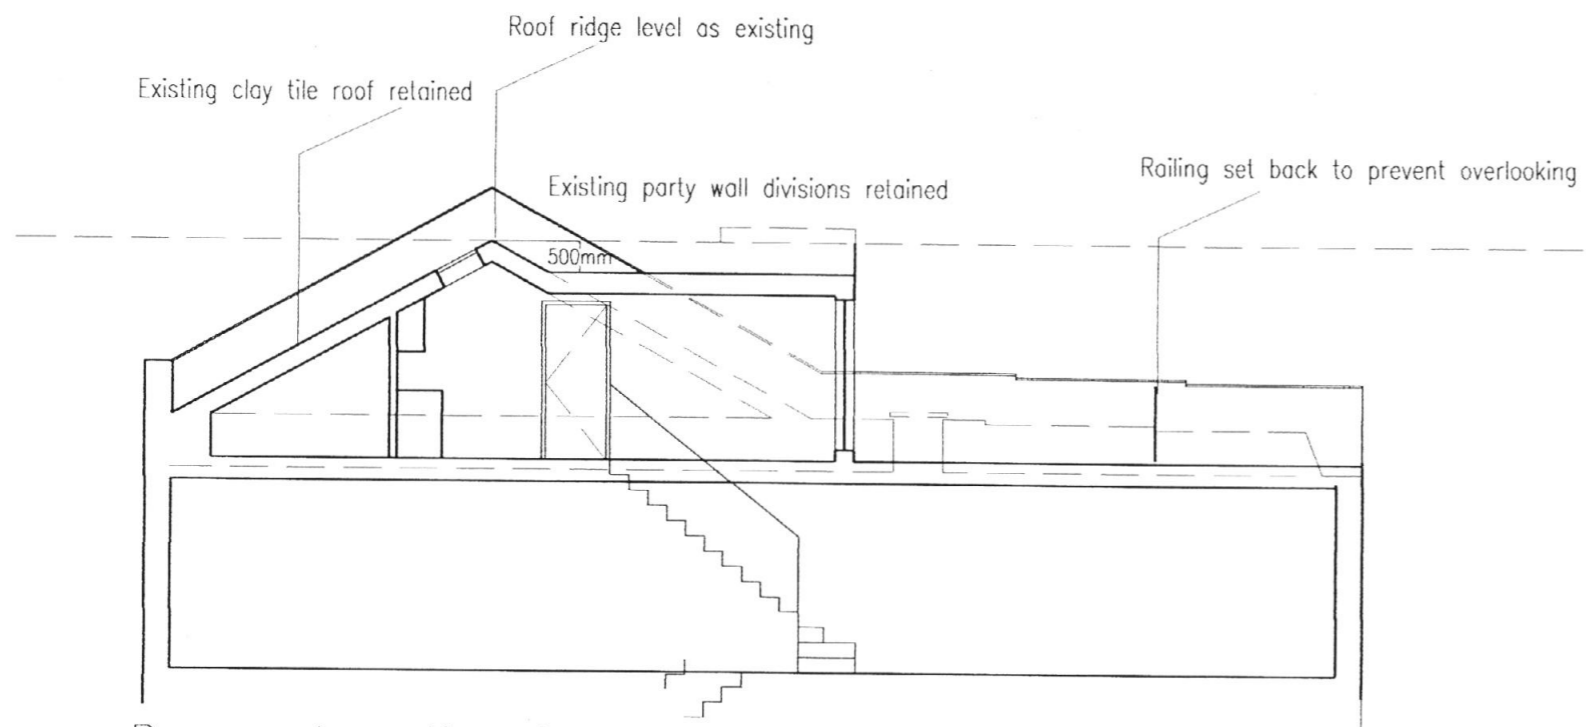 Roof ridge level as existing
Existing clay tile roof retained
Railing set back to prevent overlooking
Existing party wall divisions retained
500mm